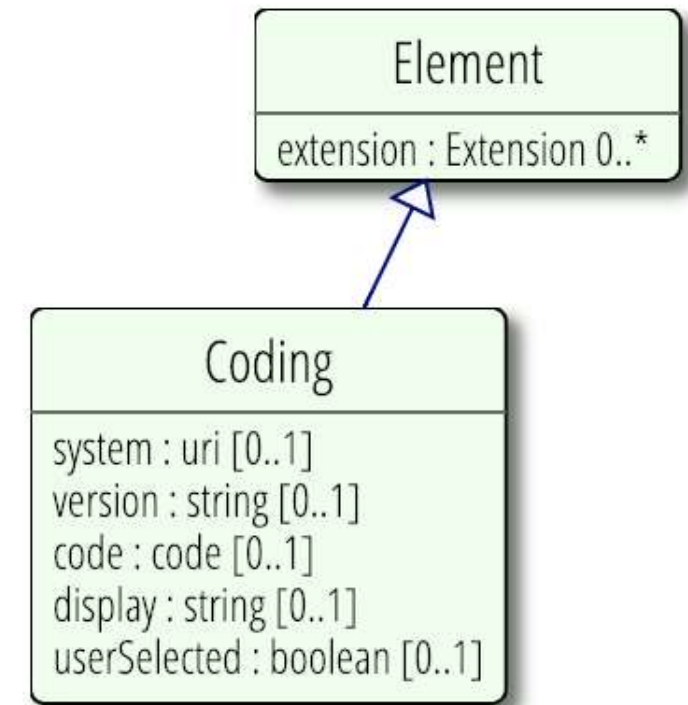 Element
extension : Extension 0..*
Coding
system : uri [0..1]
version : string [0..1]
code : code [0..1]
display : string [0..1]
userSelected : boolean [0..1]